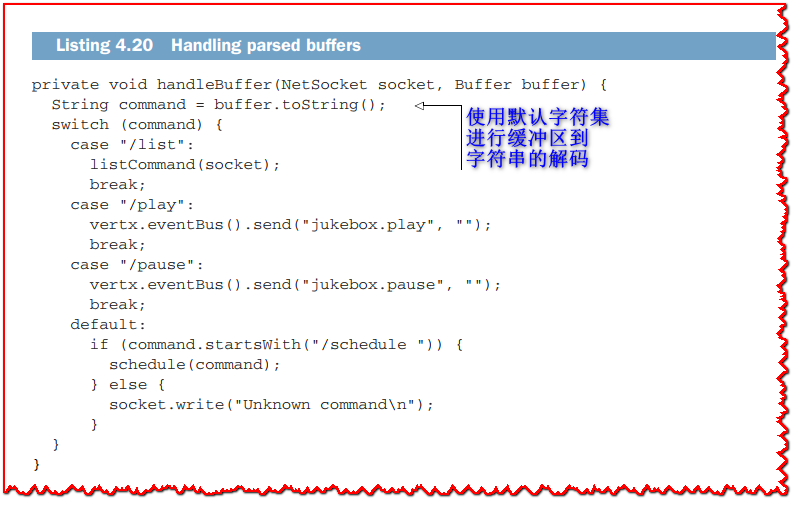 Listing 4.20 Handling parsed buffers
private void handleBuffer(NetSocket socket, Buffer buffer) {
String command = buffer.toString();
使用默认字符集
进行缓冲区到
字符串的解码
switch (command) {
case "/list":
listCommand(socket);
break;
case "/play":
vertx.eventBus().send("jukebox.play", "");
break;
case "/pause":
vertx.eventBus().send("jukebox.pause", "");
break;
default:
if (command.startsWith("/schedule ")) {
schedule(command);
} else {
socket.write("Unknown command\n");
}
}
}